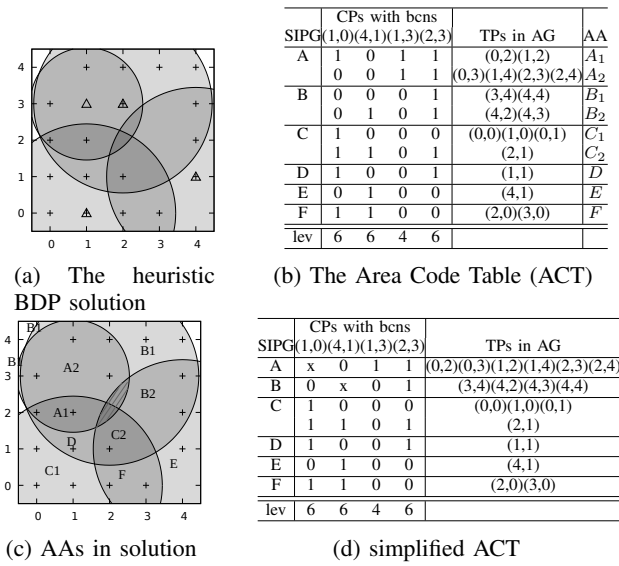 4
3
2
1
0
0 1 2 3 4
(a) The heuristic
BDP solution
CPs with bcns
SIPG (1,0)(4,1)(1,3)(2,3) TPs in AG AA
A 1 0 1 1 (0,2)(1,2) A1
0 0 1 1 (0,3)(1,4)(2,3)(2,4) A2
B 0 0 0 1 (3,4)(4,4) B1
0 1 0 1 (4,2)(4,3) B2
C 1 0 0 0 (0,0)(1,0)(0,1) C1
1 1 0 1 (2,1) C2
D 1 0 0 1 (1,1) D
E 0 1 0 0 (4,1) E
F 1 1 0 0 (2,0)(3,0) F
lev 6 6 4 6
(b) The Area Code Table (ACT)
B1
4
B1
B1
A2
3
B2
2
A1
D
C2
1
C1
F
E
0
0 1 2 3 4
(c) AAs in solution
CPs with bcns
SIPG (1,0)(4,1)(1,3)(2,3) TPs in AG
A x 0 1 1 (0,2)(0,3)(1,2)(1,4)(2,3)(2,4)
B 0 x 0 1 (3,4)(4,2)(4,3)(4,4)
C 1 0 0 0 (0,0)(1,0)(0,1)
1 1 0 1 (2,1)
D 1 0 0 1 (1,1)
E 0 1 0 0 (4,1)
F 1 1 0 0 (2,0)(3,0)
lev 6 6 4 6
(d) simplified ACT